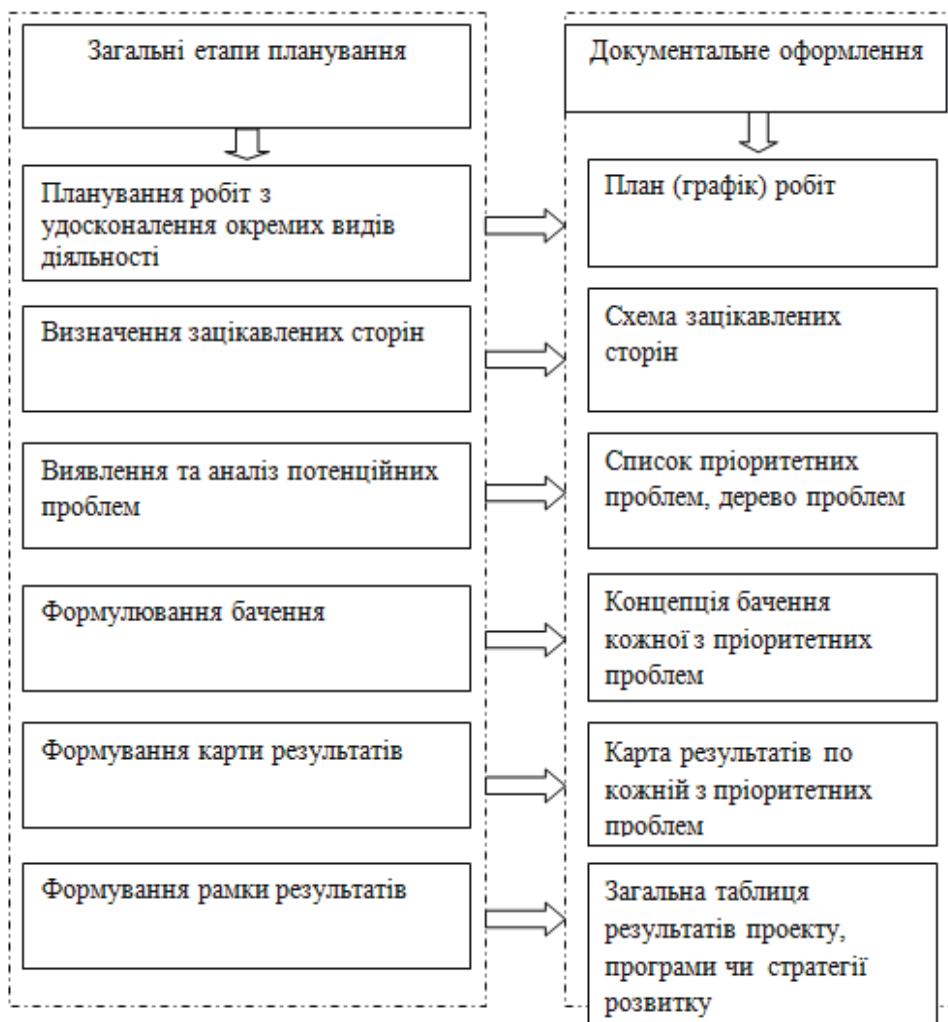 Загальні етапи планування
Документальне оформлення
Планування робіт з
удосконалення окремих видів
діяльності
План (графік) робіт
Визначення зацікавлених сторін
Схема зацікавлених
сторін
Виявлення та аналіз потенційних
проблем
Список пріоритетних
проблем, дерево проблем
Формулювання бачення
Концепція бачення
кожної з пріоритетних
проблем
Формування карти результатів
Карта результатів по
кожній з пріоритетних
проблем
Формування рамки результатів
Загальна таблиця
результатів проекту,
програми чи стратегії
розвитку